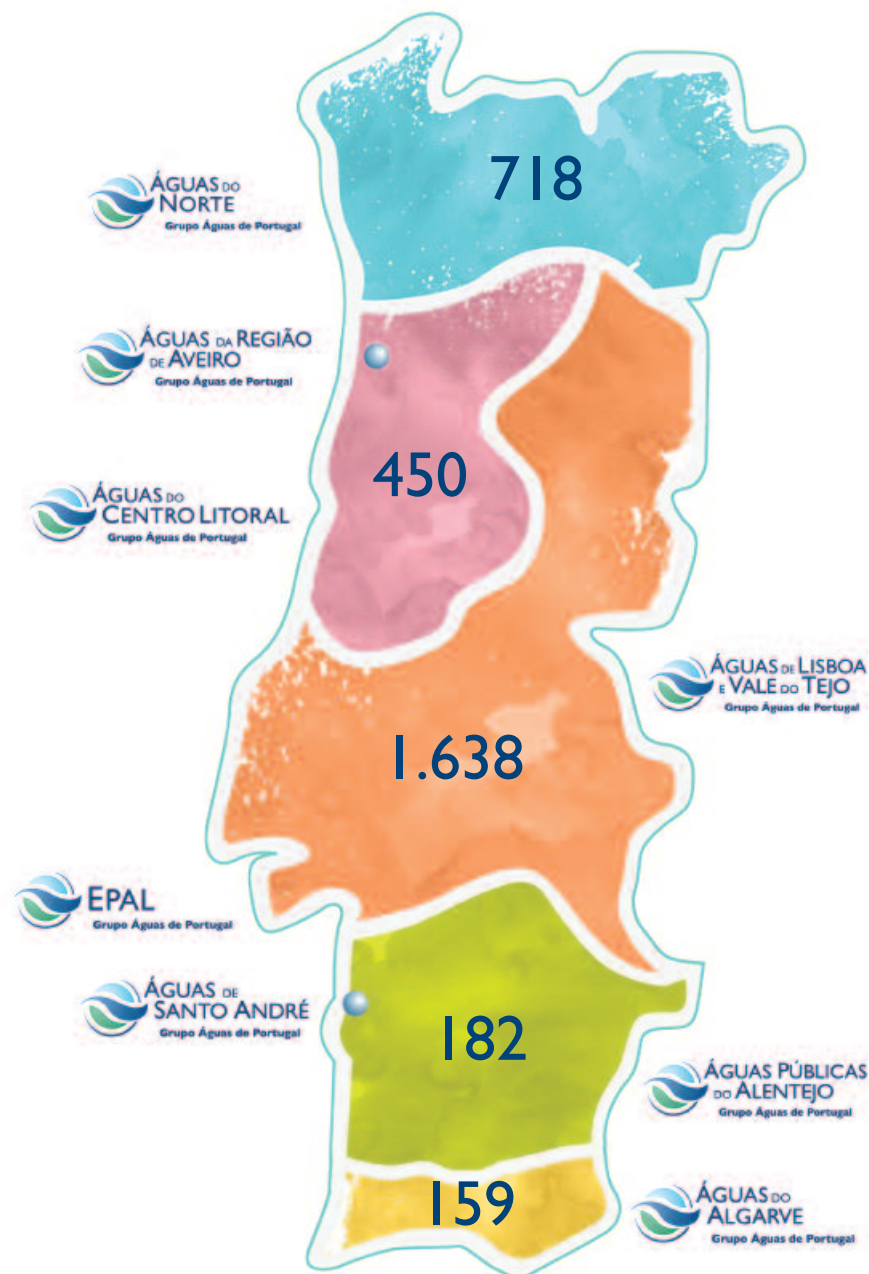 718
ÁGUAS DO
NORTE
Grupo Águas de Portugal
ÁGUAS DA REGIÃO
DE AVEIRO
Grupo Águas de Portugal
450
ÁGUAS DO
CENTRO LITORAL
Grupo Águas de Portugal
ÁGUAS DE LISBOA
E VALE DO TEJO
Grupo Águas de Portugal
1.638
EPAL
Grupo Águas de Portugal
ÁGUAS DE
SANTO ANDRÉ
Grupo Águas de Portugal
182
ÁGUAS PÚBLICAS
DO ALENTEJO
Grupo Águas de Portugal
159
ÁGUAS DO
ALGARVE
Grupo Águas de Portugal